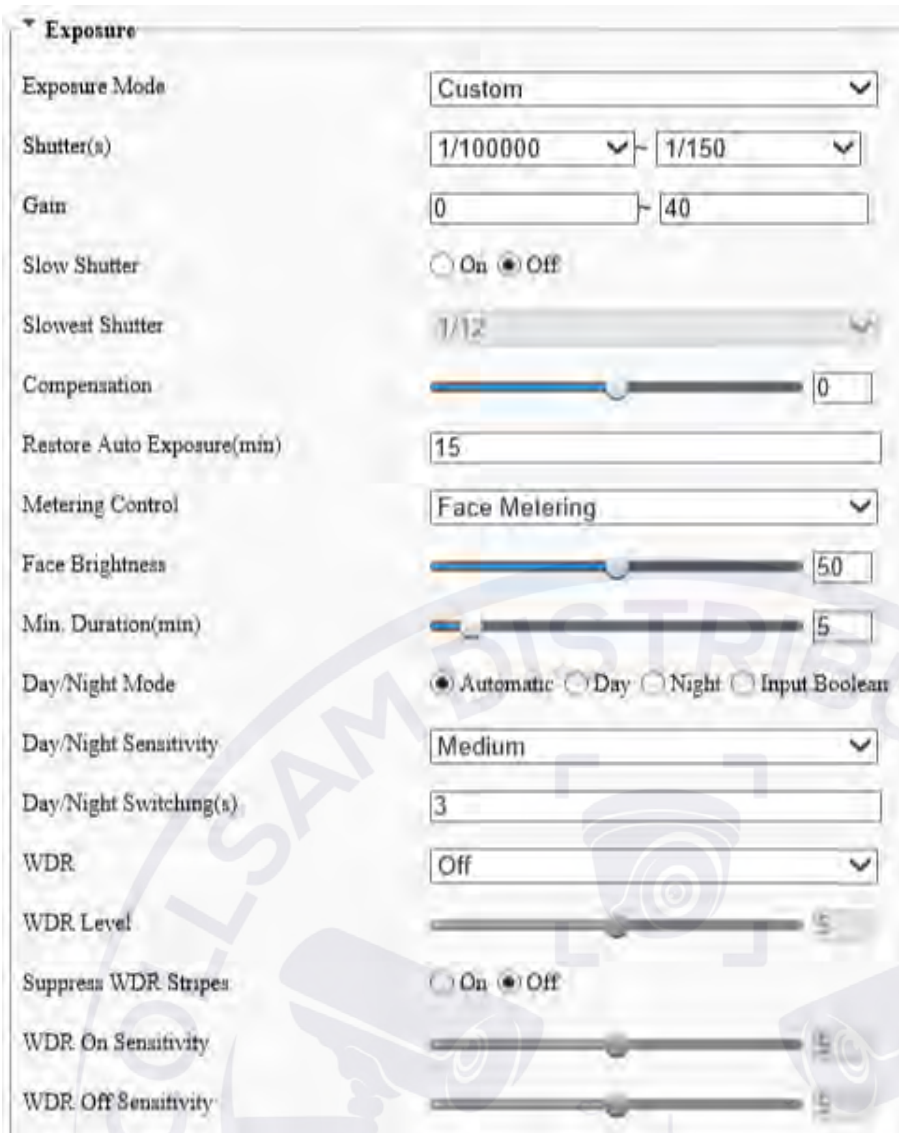 Exposure
Exposure Mode Custom
Shutter(s) 1/100000 ~ 1/150
Gain 0 ~ 40
Slow Shutter On Off
Slowest Shutter 1/12
Compensation 0
Restore Auto Exposure(min) 15
Metering Control Face Metering
Face Brightness 50
Min. Duration(min) 5
Day/Night Mode Automatic Day Night Input Boolean
Day/Night Sensitivity Medium
Day/Night Switching(s) 3
WDR Off
WDR Level
Suppress WDR Stripes On Off
WDR On Sensitivity
WDR Off Sensitivity